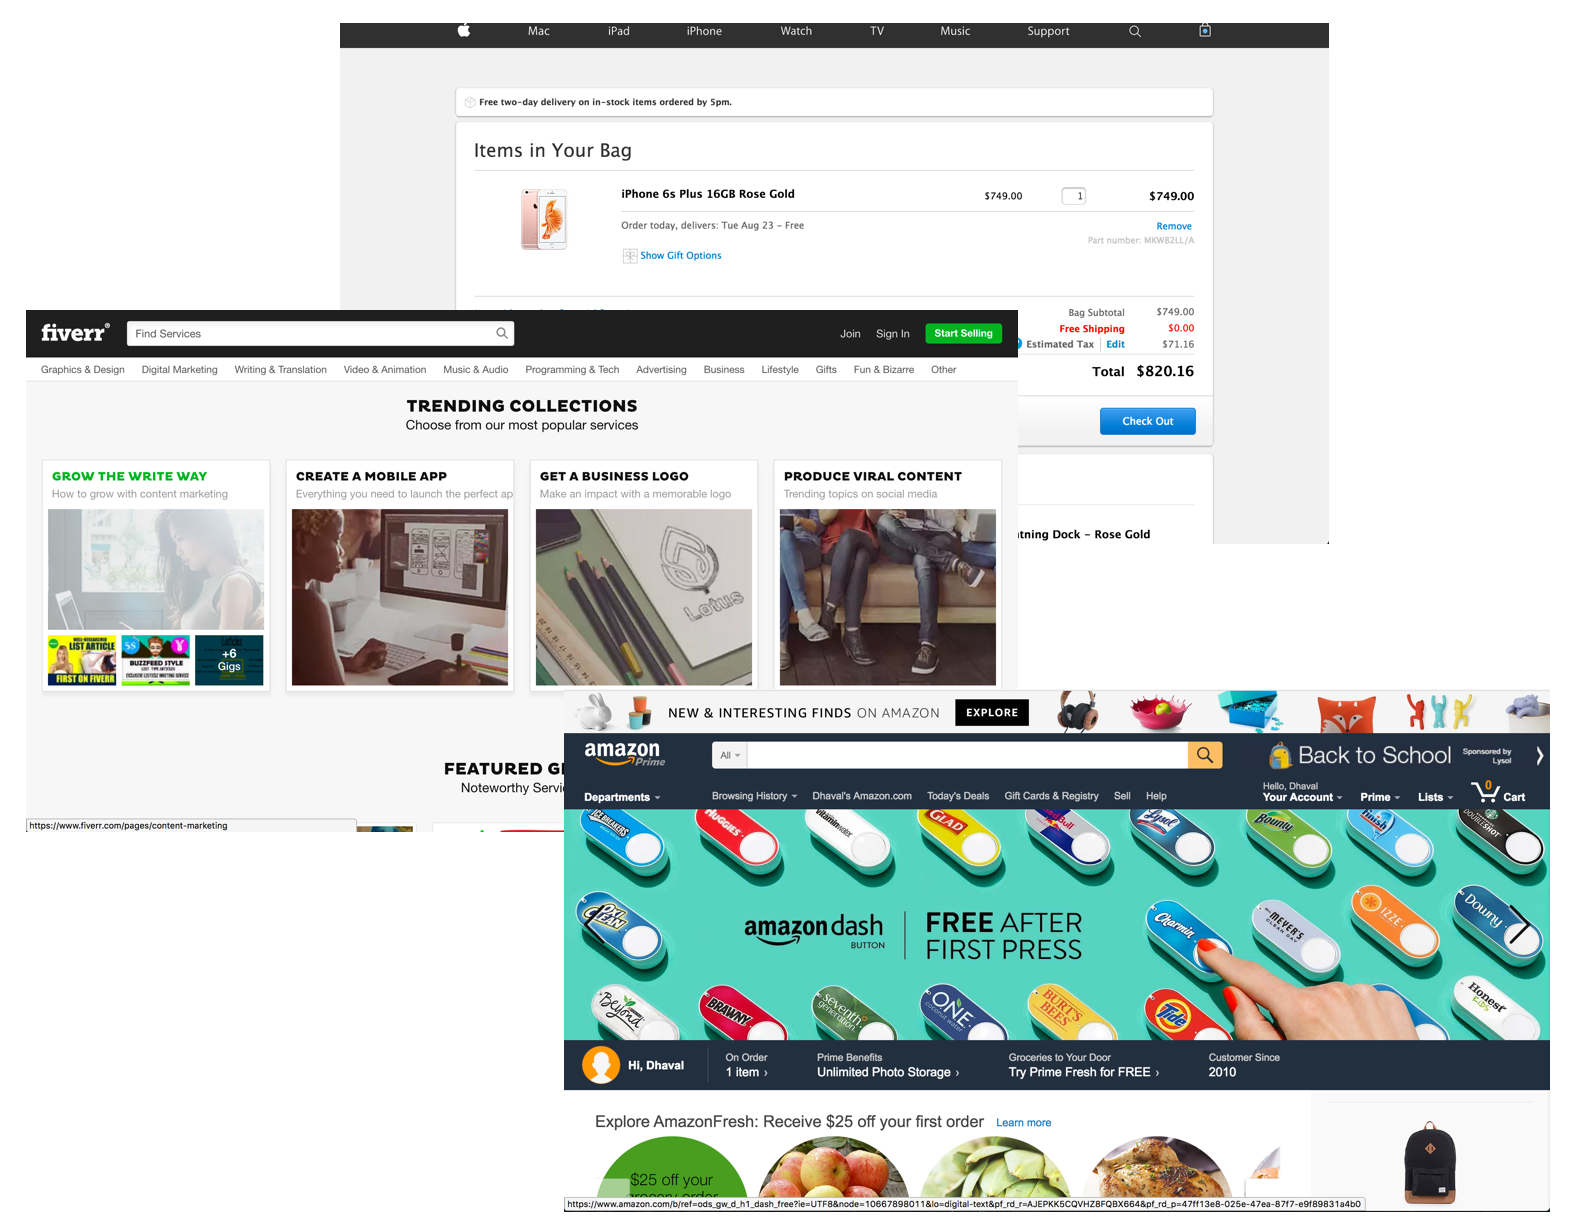 Mac iPad iPhone Watch TV Music Support
Free two-day delivery on in-stock items ordered by 5pm.
Items in Your Bag
iPhone 6s Plus 16GB Rose Gold $749.00 1 $749.00
Order today, delivers: Tue Aug 23 – Free Remove
Part number: MKW82LL/A
Show Gift Options
Bag Subtotal $749.00
Free Shipping $0.00
Estimated Tax Edit $71.16
Total $820.16
Check Out
tning Dock – Rose Gold
fiverr® Find Services Join Sign In Start Selling
Graphics & Design Digital Marketing Writing & Translation Video & Animation Music & Audio Programming & Tech Advertising Business Lifestyle Gifts Fun & Bizarre Other
TRENDING COLLECTIONS
Choose from our most popular services
GROW THE WRITE WAY
How to grow with content marketing
WELL-RESEARCHED
LIST ARTICLE
FIRST ON FIVERR
BUZZFEED STYLE
+6
Gigs
CREATE A MOBILE APP
Everything you need to launch the perfect ap
GET A BUSINESS LOGO
Make an impact with a memorable logo
Lotus
PRODUCE VIRAL CONTENT
Trending topics on social media
FEATURED G
Noteworthy Servi
https://www.fiverr.com/pages/content-marketing
NEW & INTERESTING FINDS ON AMAZON EXPLORE
amazon Prime All Back to School Sponsored by
Lysol
Departments Browsing History Dhaval's Amazon.com Today's Deals Gift Cards & Registry Sell Help
Hello, Dhaval
Your Account Prime Lists 0 Cart
ICE BREAKERS HUGGIES vitaminwater GLAD Red Bull Lysol Bounty finish DOUBLESHOT
OXI CLEAN
amazon dash
BUTTON
FREE AFTER
FIRST PRESS
Charmin MEYER'S
CLEAN DAY IZZE Downy
Beyond BRAWNY seventh
generation ONE
coconut water BURT'S
BEES Tide Honest
KIDS
Hi, Dhaval
On Order
1 item ›
Prime Benefits
Unlimited Photo Storage ›
Groceries to Your Door
Try Prime Fresh for FREE ›
Customer Since
2010
Explore AmazonFresh: Receive $25 off your first order Learn more
$25 off your
grocery order
https://www.amazon.com/b/ref=ods_gw_d_h1_dash_free?ie=UTF8&node=10667898011&lo=digital-text&pf_rd_r=AJEPKK5CQVHZ8FQBX664&pf_rd_p=47ff13e8-025e-47ea-87f7-e9f89831a4b0